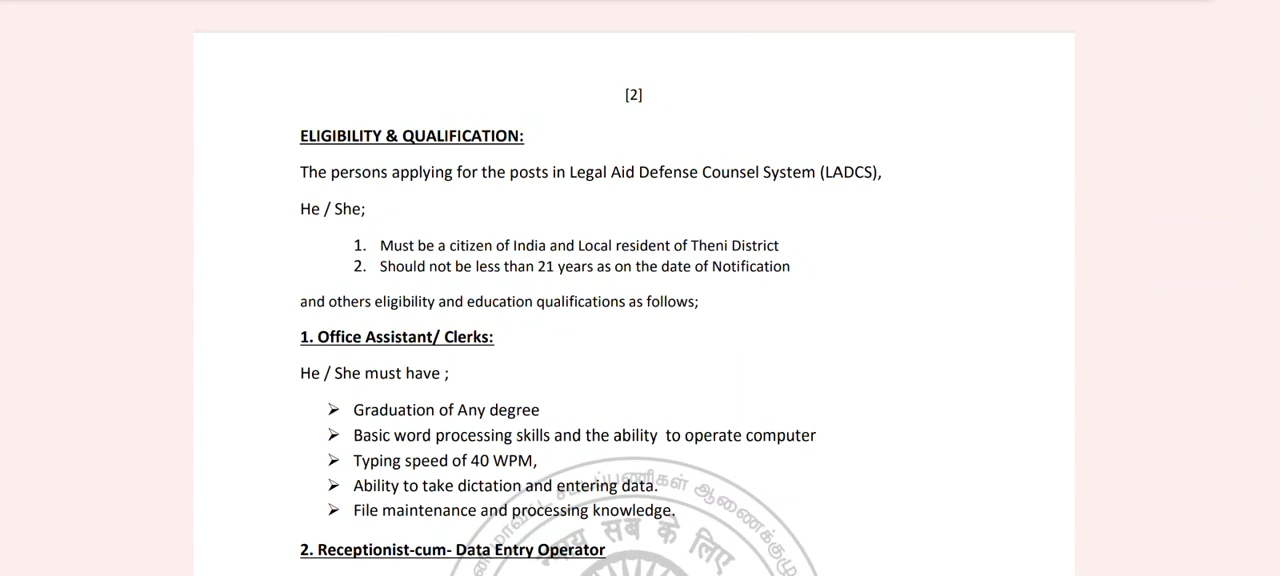 [2]
ELIGIBILITY & QUALIFICATION:
The persons applying for the posts in Legal Aid Defense Counsel System (LADCS),
He / She;
1. Must be a citizen of India and Local resident of Theni District
2. Should not be less than 21 years as on the date of Notification
and others eligibility and education qualifications as follows;
1. Office Assistant/ Clerks:
He / She must have ;
➢ Graduation of Any degree
➢ Basic word processing skills and the ability to operate computer
➢ Typing speed of 40 WPM,
➢ Ability to take dictation and entering data.
➢ File maintenance and processing knowledge.
2. Receptionist-cum- Data Entry Operator
ஆணைக்குழு
न्याय सब के लिए